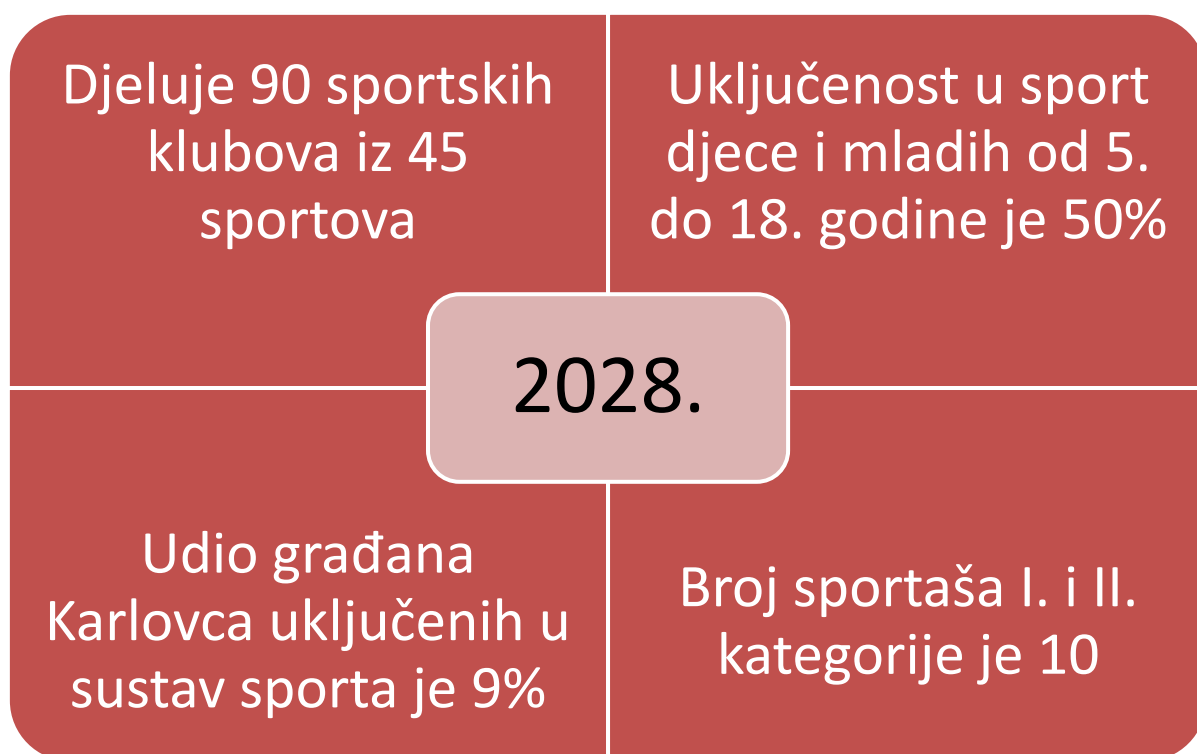 Djeluje 90 sportskih
klubova iz 45
sportova
Uključenost u sport
djece i mladih od 5.
do 18. godine je 50%
2028.
Udio građana
Karlovca uključenih u
sustav sporta je 9%
Broj sportaša I. i II.
kategorije je 10